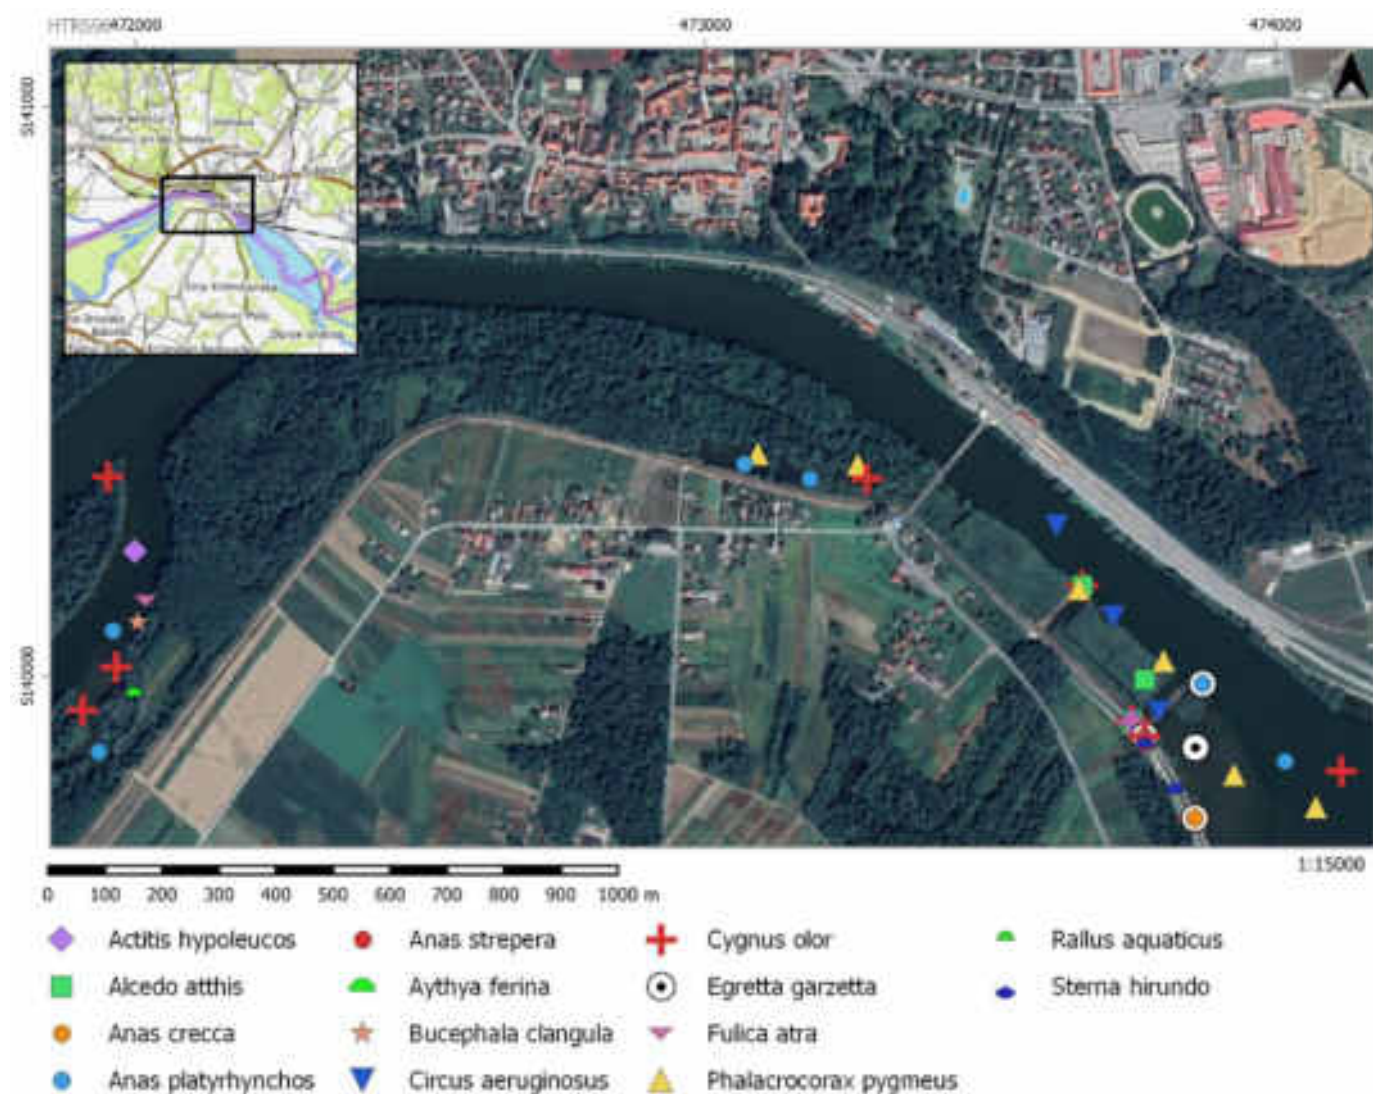 472000 473000 474000
5141000
5140000
1:15000
0 100 200 300 400 500 600 700 800 900 1000 m
Actitis hypoleucos Anas strepera Cygnus olor Rallus aquaticus
Alcedo atthis Aythya ferina Egretta garzetta Sterna hirundo
Anas crecca Bucephala clangula Fulica atra
Anas platyrhynchos Circus aeruginosus Phalacrocorax pygmeus